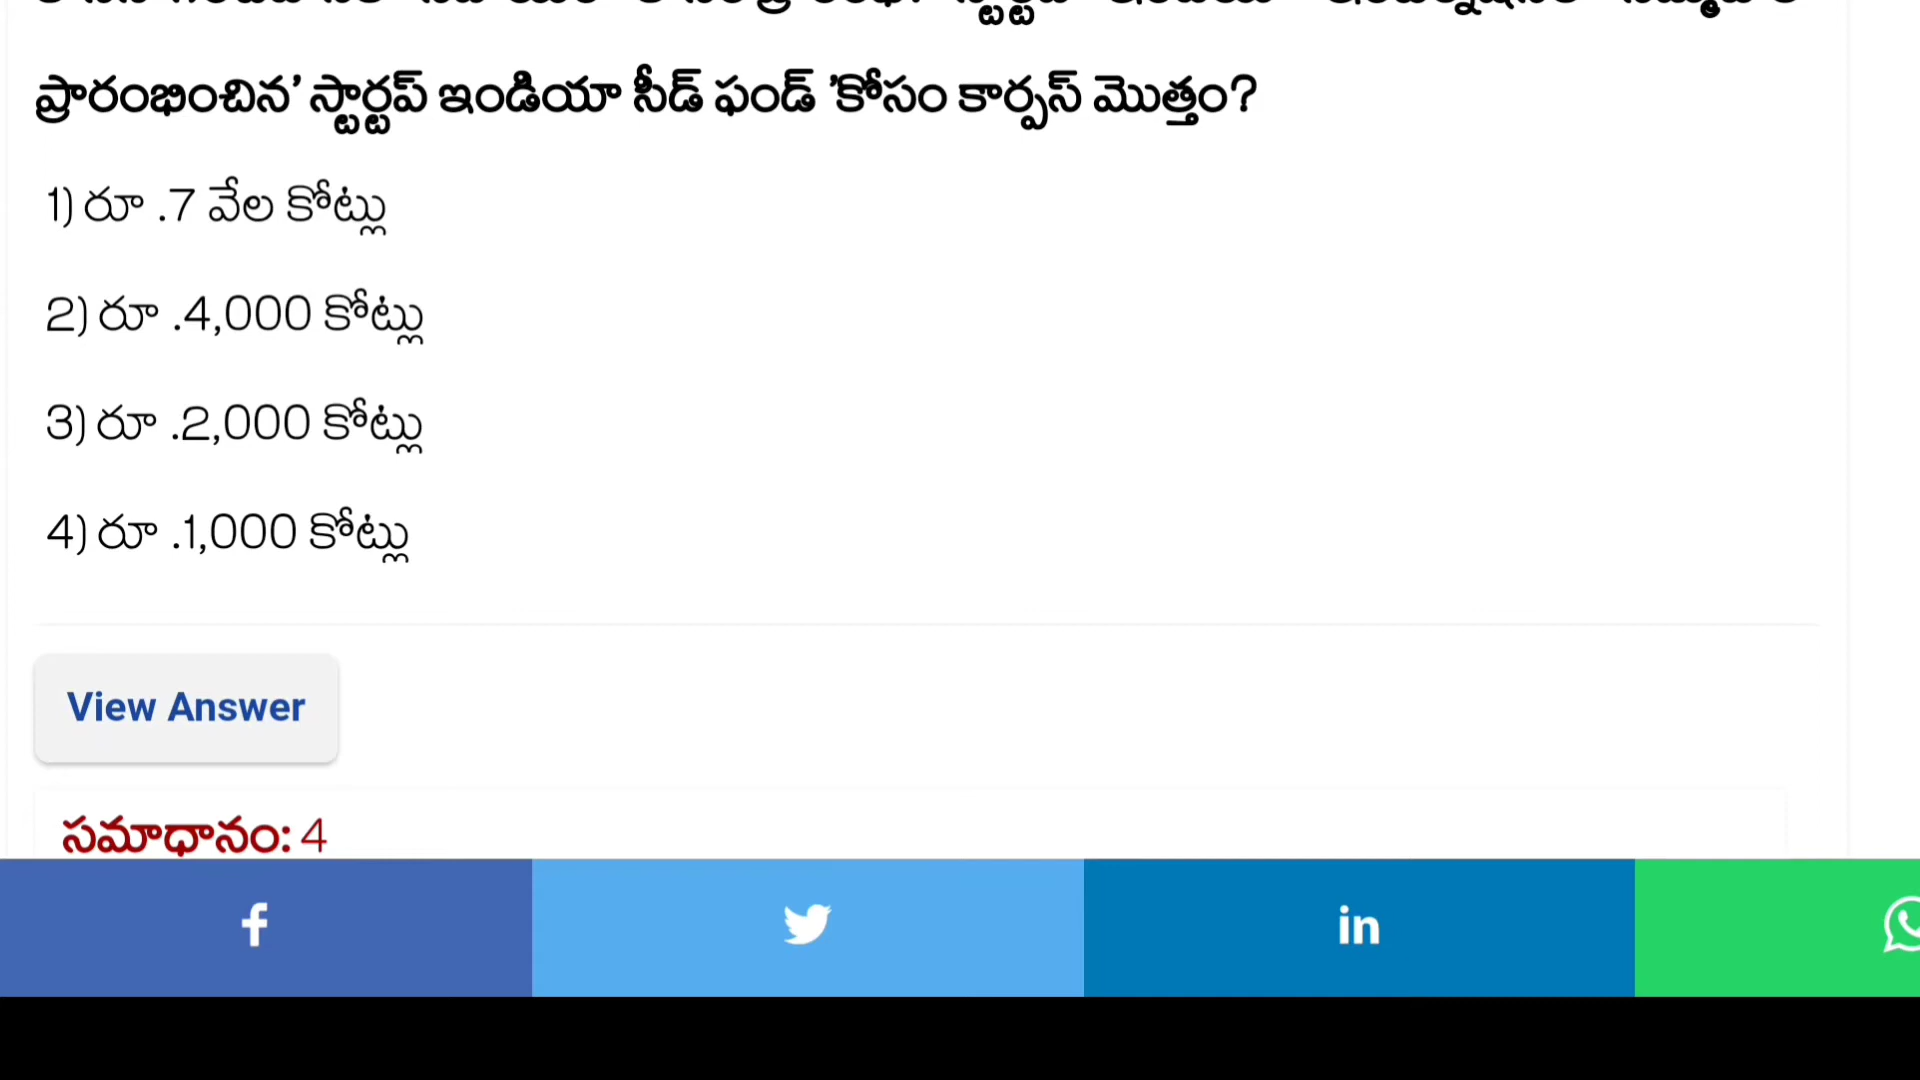 ప్రారంభించిన’ స్టార్టప్ ఇండియా సీడ్ ఫండ్ ’కోసం కార్పస్ మొత్తం?
1) రూ .7 వేల కోట్లు
2) రూ .4,000 కోట్లు
3) రూ .2,000 కోట్లు
4) రూ .1,000 కోట్లు
View Answer
సమాధానం: 4